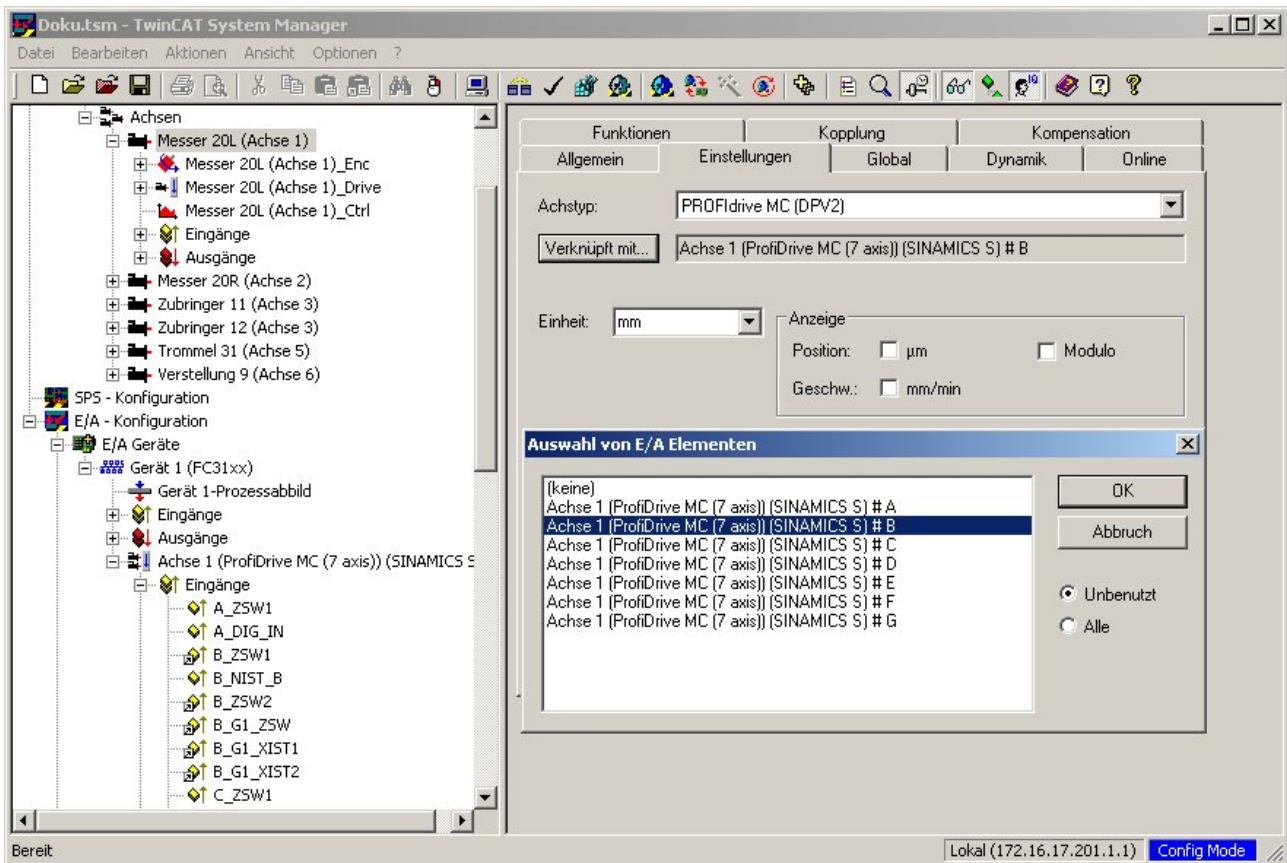 Doku.tsm - TwinCAT System Manager
Datei Bearbeiten Aktionen Ansicht Optionen ?
Achsen
Messer 20L (Achse 1)
Messer 20L (Achse 1)_Enc
Messer 20L (Achse 1)_Drive
Messer 20L (Achse 1)_Ctrl
Eingänge
Ausgänge
Messer 20R (Achse 2)
Zubringer 11 (Achse 3)
Zubringer 12 (Achse 3)
Trommel 31 (Achse 5)
Verstellung 9 (Achse 6)
SPS - Konfiguration
E/A - Konfiguration
E/A Geräte
Gerät 1 (FC31xx)
Gerät 1-Prozessabbild
Eingänge
Ausgänge
Achse 1 (ProfiDrive MC (7 axis)) (SINAMICS S
Eingänge
A_ZSW1
A_DIG_IN
B_ZSW1
B_NIST_B
B_ZSW2
B_G1_ZSW
B_G1_XIST1
B_G1_XIST2
C_ZSW1
Funktionen Kopplung Kompensation
Allgemein Einstellungen Global Dynamik Online
Achstyp: PROFIdrive MC (DPV2)
Verknüpft mit... Achse 1 (ProfiDrive MC (7 axis)) (SINAMICS S) # B
Einheit: mm
Anzeige
Position: µm Modulo
Geschw.: mm/min
Auswahl von E/A Elementen
(keine)
Achse 1 (ProfiDrive MC (7 axis)) (SINAMICS S) # A
Achse 1 (ProfiDrive MC (7 axis)) (SINAMICS S) # B
Achse 1 (ProfiDrive MC (7 axis)) (SINAMICS S) # C
Achse 1 (ProfiDrive MC (7 axis)) (SINAMICS S) # D
Achse 1 (ProfiDrive MC (7 axis)) (SINAMICS S) # E
Achse 1 (ProfiDrive MC (7 axis)) (SINAMICS S) # F
Achse 1 (ProfiDrive MC (7 axis)) (SINAMICS S) # G
OK
Abbruch
Unbenutzt
Alle
Bereit
Lokal (172.16.17.201.1.1) Config Mode